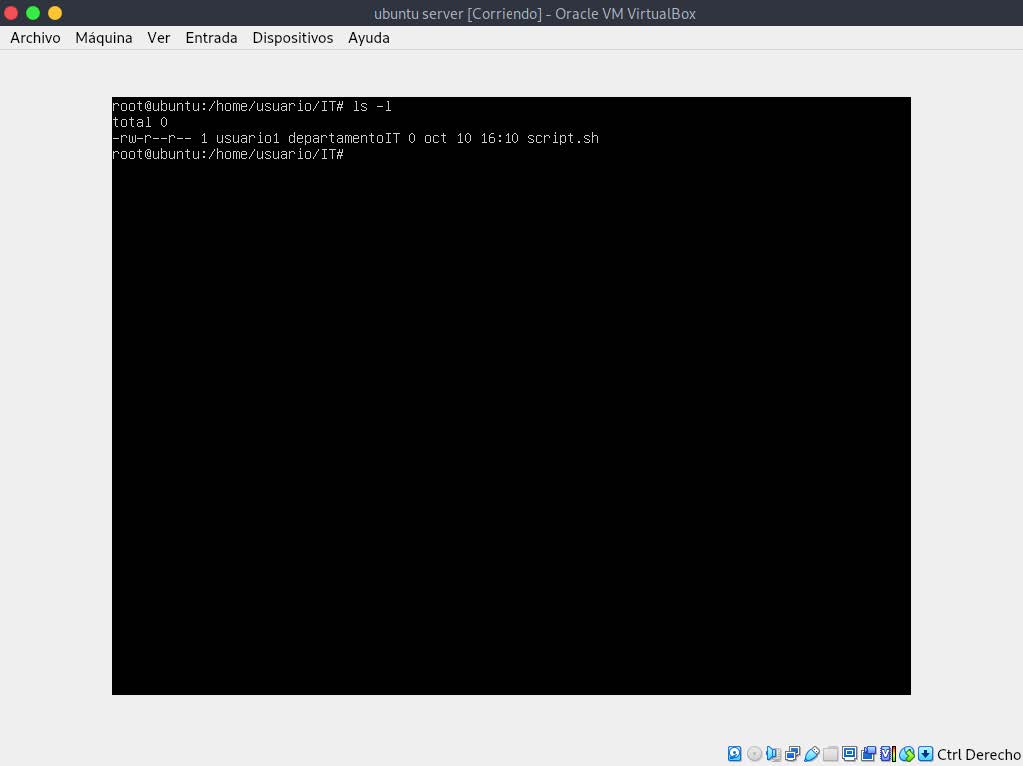 ubuntu server [Corriendo] - Oracle VM VirtualBox
Archivo Máquina Ver Entrada Dispositivos Ayuda
root@ubuntu:/home/usuario/IT# ls -l
total 0
-rw-r--r-- 1 usuario1 departamentoIT 0 oct 10 16:10 script.sh
root@ubuntu:/home/usuario/IT#
Ctrl Derecho